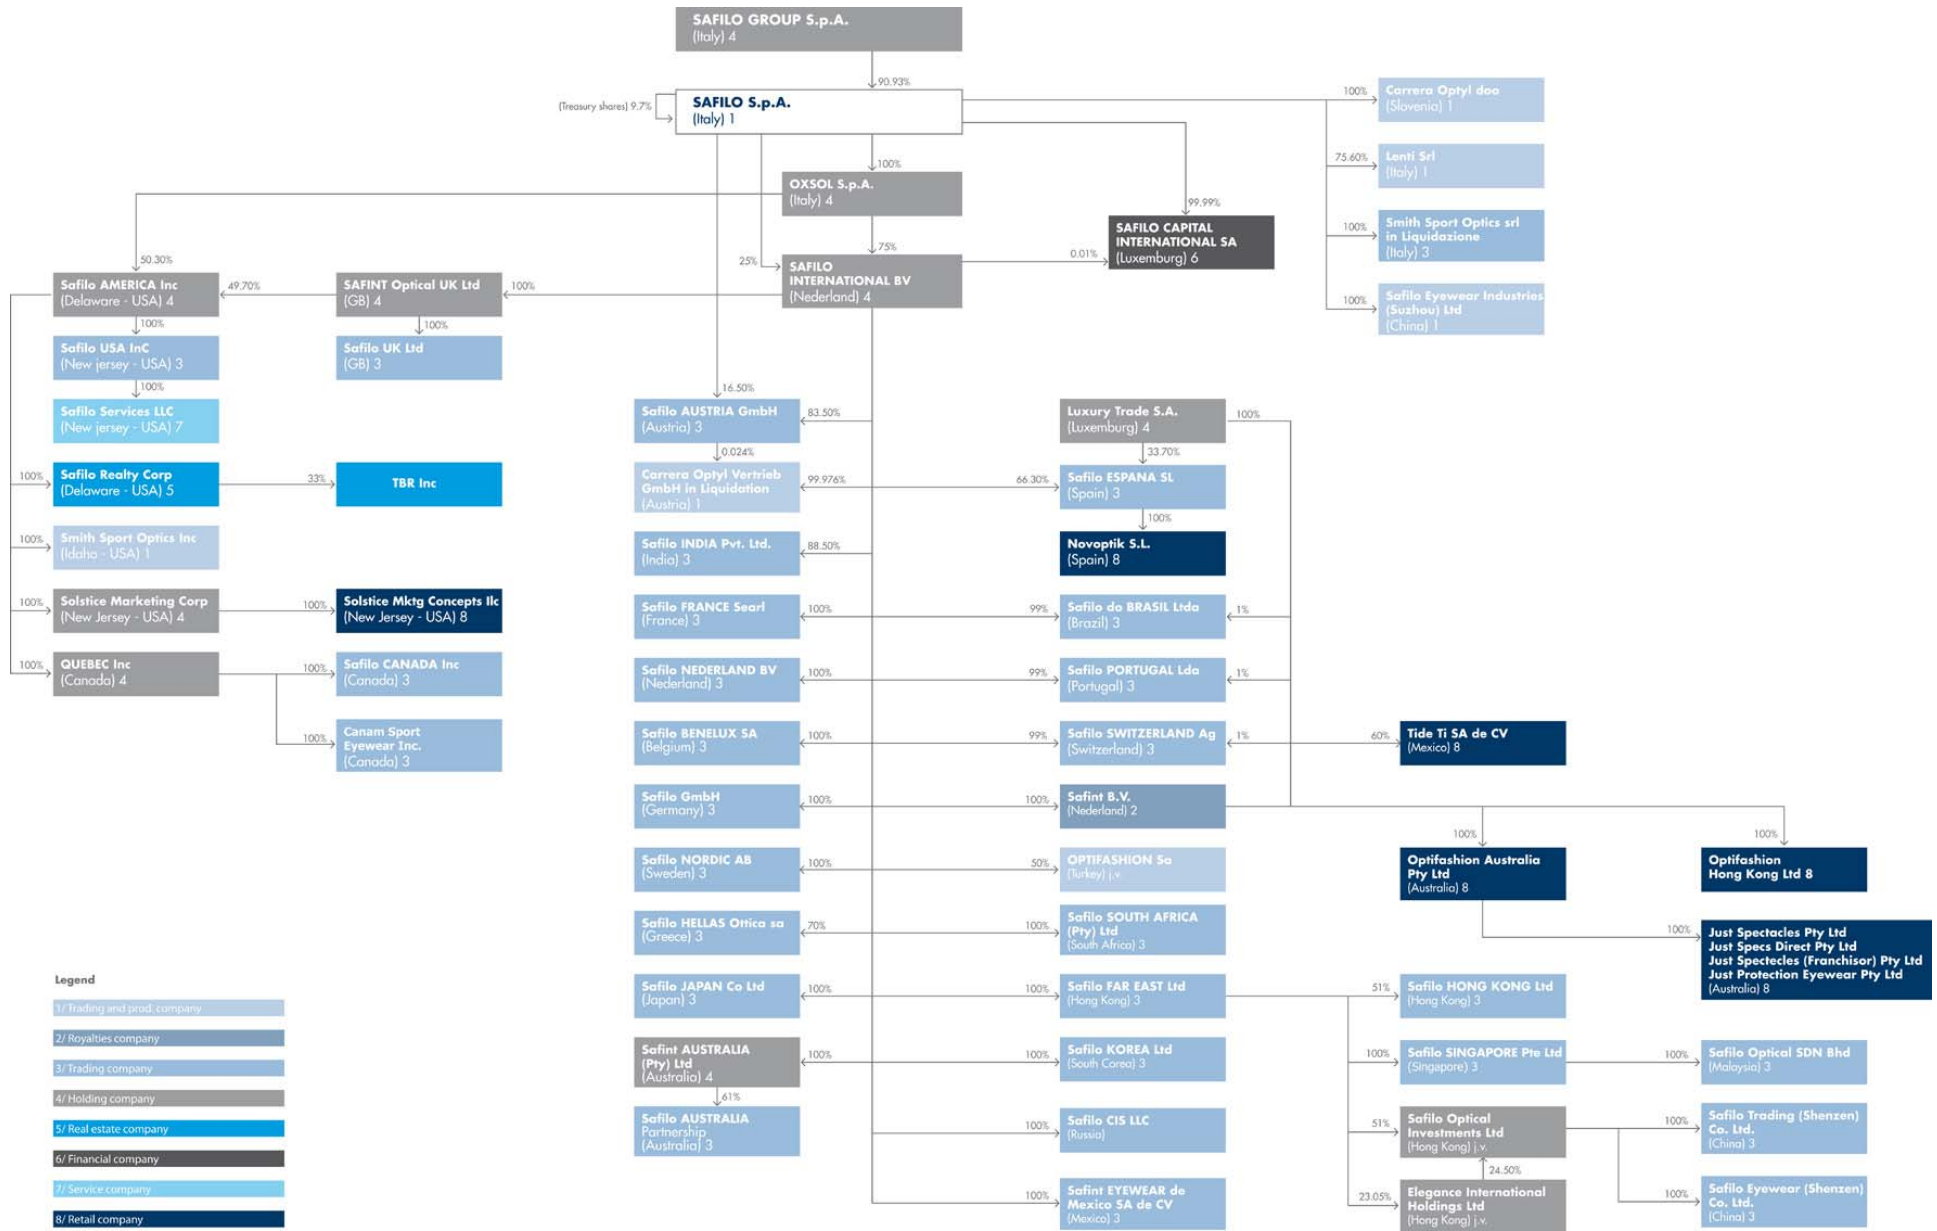 SAFILO GROUP S.p.A.
(Italy) 4
90.93%
(Treasury shares) 9.7%
SAFILO S.p.A.
(Italy) 1
100%
Carrera Optyl doo
(Slovenia) 1
75.60%
Lenti Srl
(Italy) 1
100%
Smith Sport Optics srl
in Liquidazione
(Italy) 3
100%
Safilo Eyewear Industries
(Suzhou) Ltd
(China) 1
100%
OXSOL S.p.A.
(Italy) 4
99.99%
SAFILO CAPITAL
INTERNATIONAL SA
(Luxemburg) 6
75%
25%
0.01%
SAFILO
INTERNATIONAL BV
(Nederland) 4
50.30%
Safilo AMERICA Inc
(Delaware - USA) 4
49.70%
SAFINT Optical UK Ltd
(GB) 4
100%
100%
Safilo USA InC
(New jersey - USA) 3
100%
Safilo UK Ltd
(GB) 3
100%
Safilo Services LLC
(New jersey - USA) 7
100%
Safilo Realty Corp
(Delaware - USA) 5
33%
TBR Inc
100%
Smith Sport Optics Inc
(Idaho - USA) 1
100%
Solstice Marketing Corp
(New Jersey - USA) 4
100%
Solstice Mktg Concepts llc
(New Jersey - USA) 8
100%
QUEBEC Inc
(Canada) 4
100%
Safilo CANADA Inc
(Canada) 3
100%
Canam Sport
Eyewear Inc.
(Canada) 3
16.50%
Safilo AUSTRIA GmbH
(Austria) 3
83.50%
0.024%
Carrera Optyl Vertrieb
GmbH in Liquidation
(Austria) 1
99.976%
Safilo INDIA Pvt. Ltd.
(India) 3
88.50%
Safilo FRANCE Searl
(France) 3
100%
Safilo NEDERLAND BV
(Nederland) 3
100%
Safilo BENELUX SA
(Belgium) 3
100%
Safilo GmbH
(Germany) 3
100%
Safilo NORDIC AB
(Sweden) 3
100%
Safilo HELLAS Ottica sa
(Greece) 3
70%
Safilo JAPAN Co Ltd
(Japan) 3
100%
Safint AUSTRALIA
(Pty) Ltd
(Australia) 4
100%
61%
Safilo AUSTRALIA
Partnership
(Australia) 3
Luxury Trade S.A.
(Luxemburg) 4
100%
33.70%
66.30%
Safilo ESPANA SL
(Spain) 3
100%
Novoptik S.L.
(Spain) 8
99%
Safilo do BRASIL Ltda
(Brazil) 3
1%
99%
Safilo PORTUGAL Lda
(Portugal) 3
1%
99%
Safilo SWITZERLAND Ag
(Switzerland) 3
1%
60%
Tide Ti SA de CV
(Mexico) 8
100%
Safint B.V.
(Nederland) 2
100%
Optifashion Australia
Pty Ltd
(Australia) 8
100%
Optifashion
Hong Kong Ltd 8
50%
OPTIFASHION Sa
(Turkey) j.v.
100%
Safilo SOUTH AFRICA
(Pty) Ltd
(South Africa) 3
100%
Just Spectacles Pty Ltd
Just Specs Direct Pty Ltd
Just Spectecles (Franchisor) Pty Ltd
Just Protection Eyewear Pty Ltd
(Australia) 8
100%
Safilo FAR EAST Ltd
(Hong Kong) 3
51%
Safilo HONG KONG Ltd
(Hong Kong) 3
100%
Safilo KOREA Ltd
(South Corea) 3
100%
Safilo SINGAPORE Pte Ltd
(Singapore) 3
100%
Safilo Optical SDN Bhd
(Malaysia) 3
100%
Safilo CIS LLC
(Russia)
51%
Safilo Optical
Investments Ltd
(Hong Kong) j.v.
100%
Safilo Trading (Shenzen)
Co. Ltd.
(China) 3
24.50%
100%
Safint EYEWEAR de
Mexico SA de CV
(Mexico) 3
23.05%
Elegance International
Holdings Ltd
(Hong Kong) j.v.
100%
Safilo Eyewear (Shenzen)
Co. Ltd.
(China) 3
Legend
1/ Trading and prod. company
2/ Royalties company
3/ Trading company
4/ Holding company
5/ Real estate company
6/ Financial company
7/ Service company
8/ Retail company